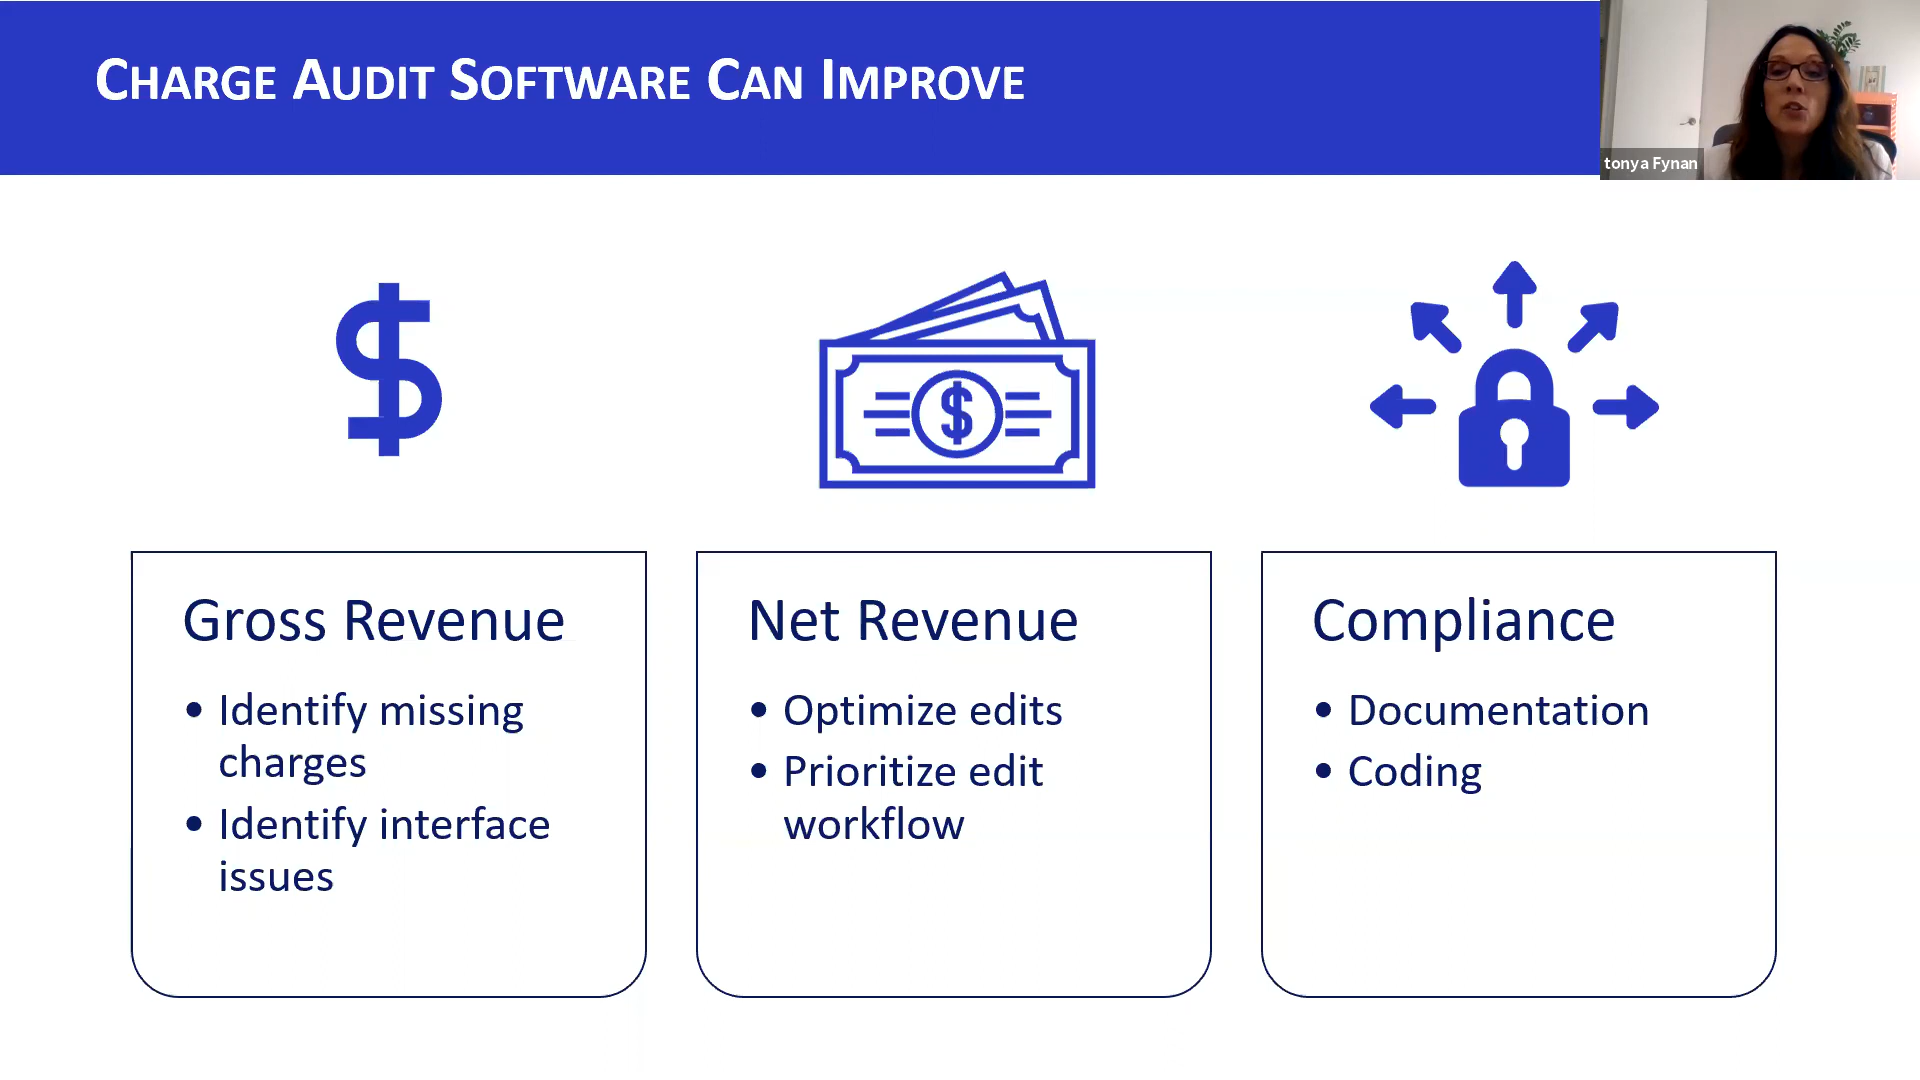 CHARGE AUDIT SOFTWARE CAN IMPROVE
tonya Fynan
$
$
Gross Revenue
• Identify missing
charges
• Identify interface
issues
Net Revenue
• Optimize edits
• Prioritize edit
workflow
Compliance
• Documentation
• Coding